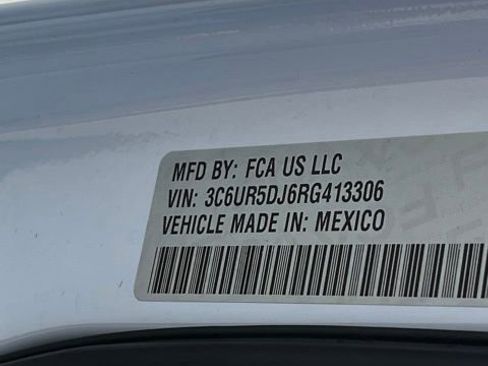 MFD BY: FCA US LLC
VIN: 3C6UR5DJ6RG413306
VEHICLE MADE IN: MEXICO